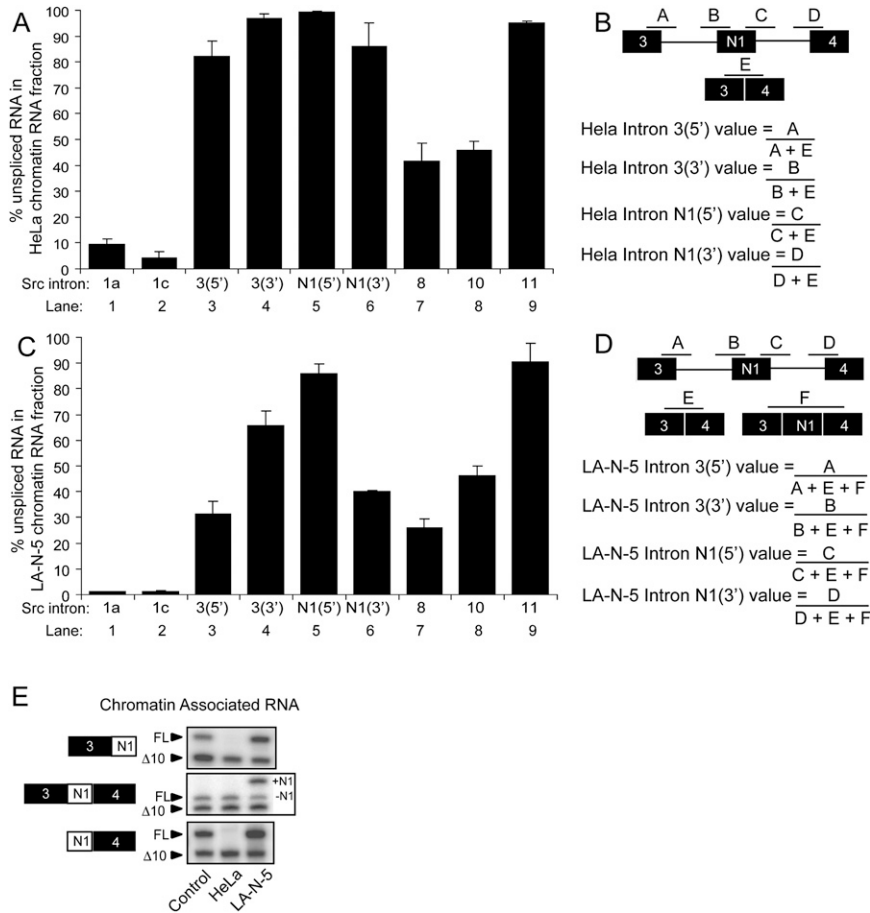 A
% unspliced RNA in
HeLa chromatin RNA fraction
100
90
80
70
60
50
40
30
20
10
0
Src intron: 1a 1c 3(5') 3(3') N1(5') N1(3') 8 10 11
Lane: 1 2 3 4 5 6 7 8 9
B
A B C D
3 N1 4
E
3 4
Hela Intron 3(5') value = A
A + E
Hela Intron 3(3') value = B
B + E
Hela Intron N1(5') value = C
C + E
Hela Intron N1(3') value = D
D + E
C
% unspliced RNA in
LA-N-5 chromatin RNA fraction
100
90
80
70
60
50
40
30
20
10
0
Src intron: 1a 1c 3(5') 3(3') N1(5') N1(3') 8 10 11
Lane: 1 2 3 4 5 6 7 8 9
D
A B C D
3 N1 4
E F
3 4 3 N1 4
LA-N-5 Intron 3(5') value = A
A + E + F
LA-N-5 Intron 3(3') value = B
B + E + F
LA-N-5 Intron N1(5') value = C
C + E + F
LA-N-5 Intron N1(3') value = D
D + E + F
E
Chromatin Associated RNA
3 N1 FL
Δ10
+N1
3 N1 4 FL -N1
Δ10
N1 4 FL
Δ10
Control HeLa LA-N-5